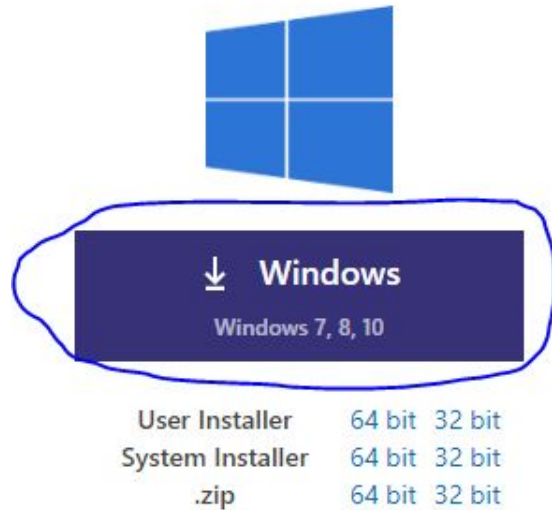 Windows
Windows 7, 8, 10
User Installer 64 bit 32 bit
System Installer 64 bit 32 bit
.zip 64 bit 32 bit